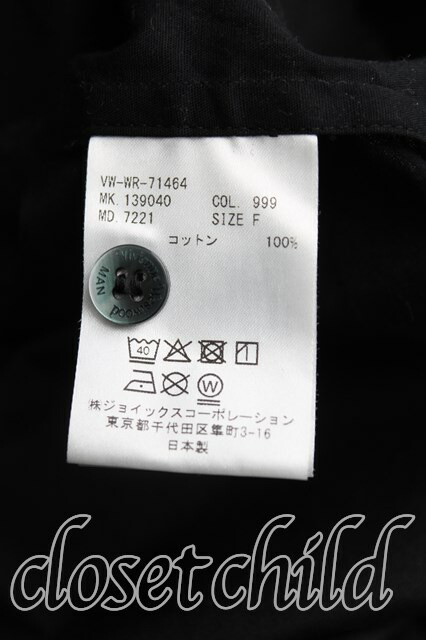 VW-WR-71464
MK. 139040 COL. 999
MD. 7221 SIZE F
コットン 100%
MAN
40
W
㈱ジョイックスコーポレーション
東京都千代田区隼町3-16
日本製
closetchild